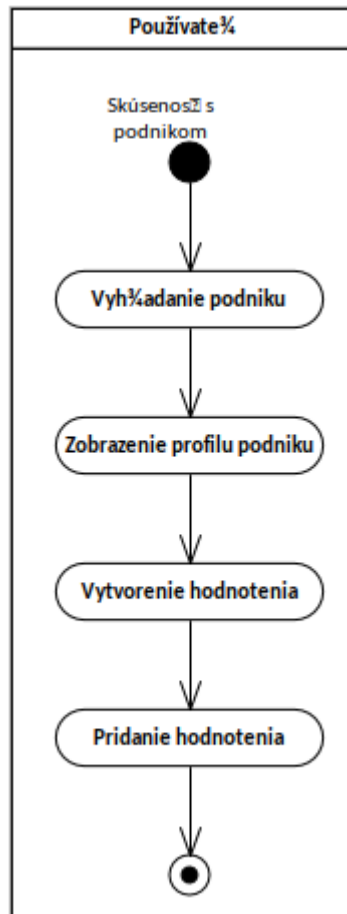 Používate¾
Skúsenos⍰ s
podnikom
Vyh¾adanie podniku
Zobrazenie profilu podniku
Vytvorenie hodnotenia
Pridanie hodnotenia